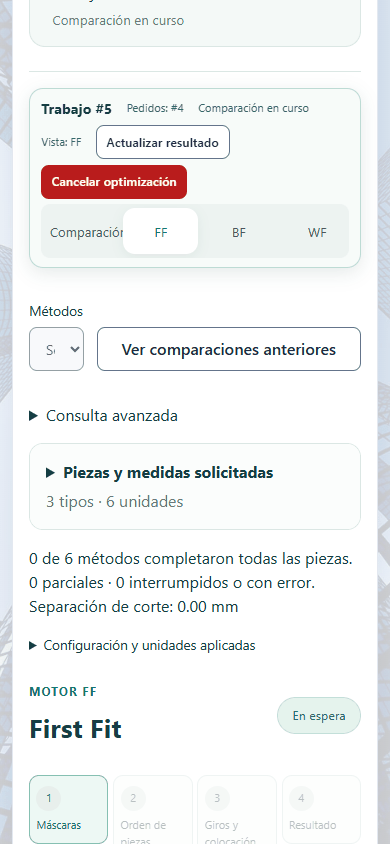 Comparación en curso
Trabajo #5 Pedidos: #4 Comparación en curso
Vista: FF Actualizar resultado
Cancelar optimización
Comparación FF BF WF
Métodos
Ver comparaciones anteriores
Consulta avanzada
Piezas y medidas solicitadas
3 tipos · 6 unidades
0 de 6 métodos completaron todas las piezas.
0 parciales · 0 interrumpidos o con error.
Separación de corte: 0.00 mm
Configuración y unidades aplicadas
MOTOR FF
First Fit
En espera
1 2 3 4
Máscaras Orden de piezas Giros y colocación Resultado